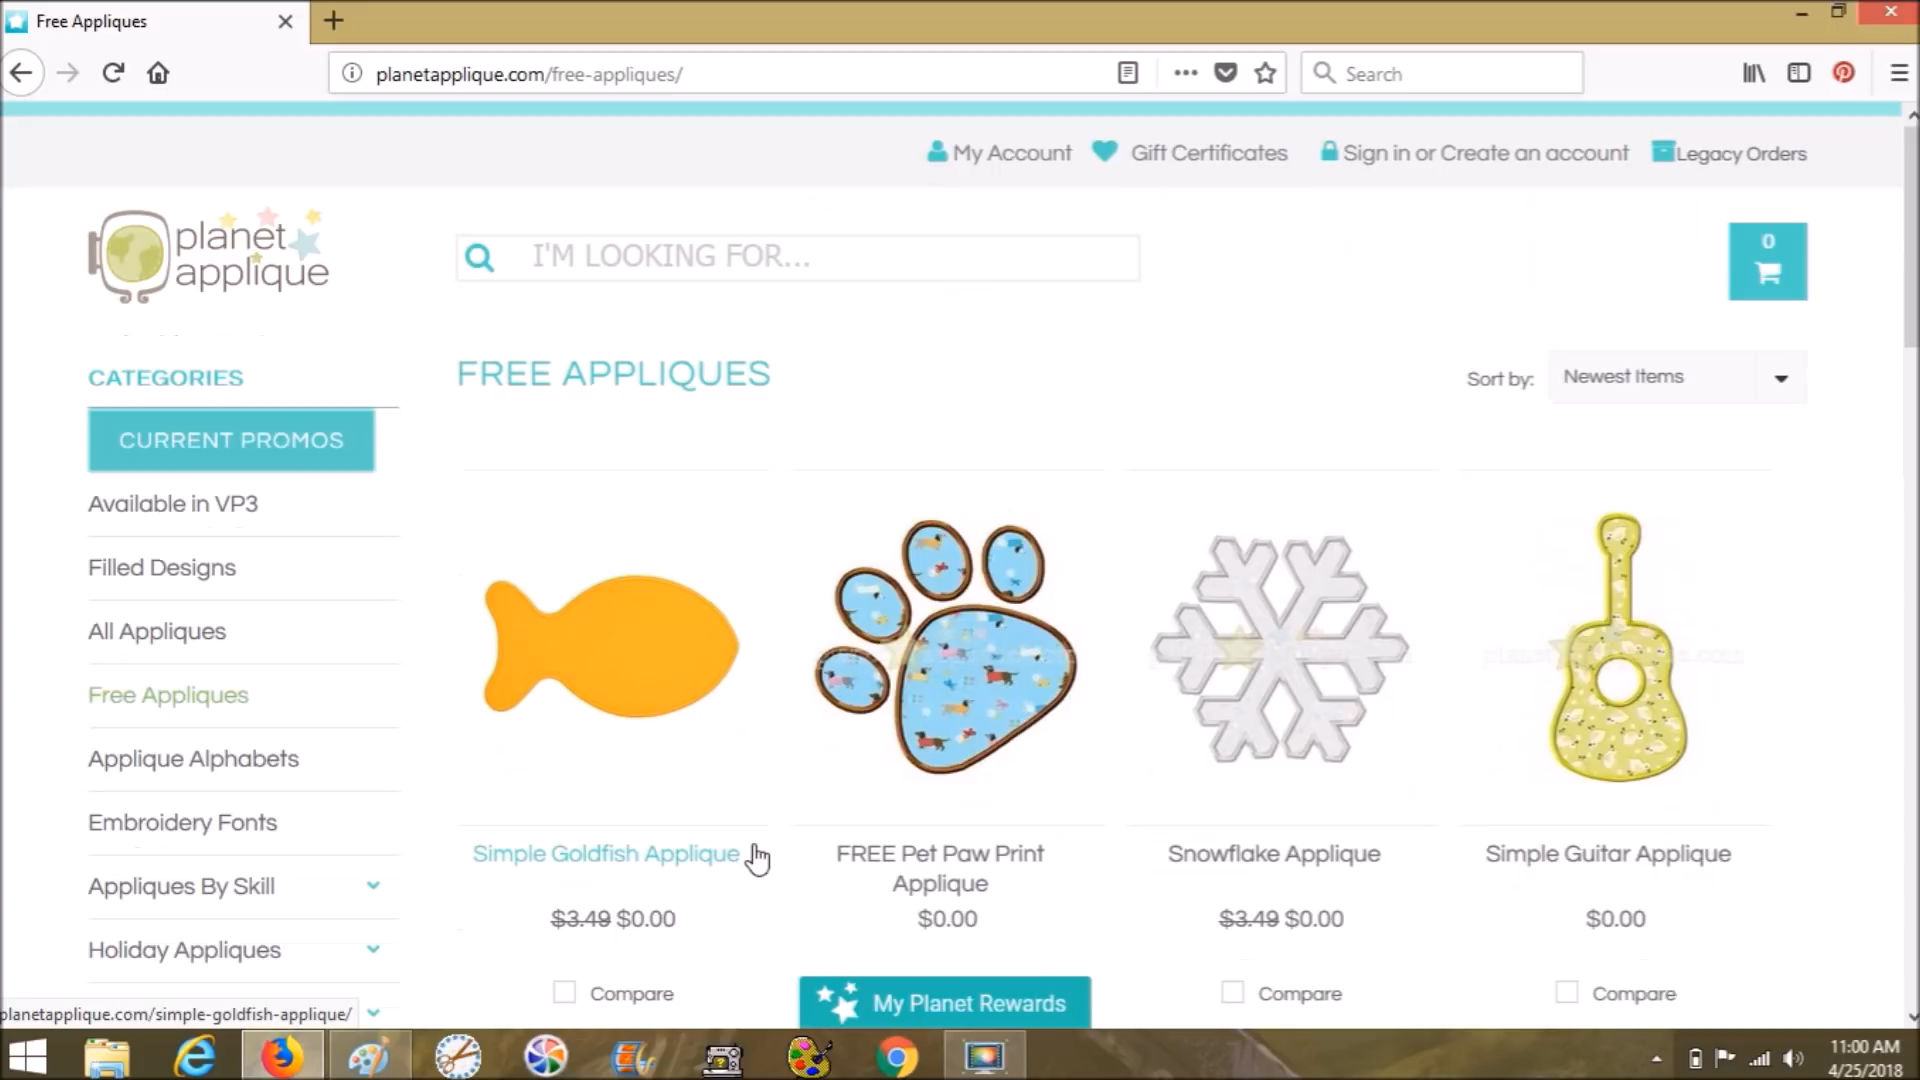 Free Appliques
planetapplique.com/free-appliques/
Search
My Account
Gift Certificates
Sign in or Create an account
Legacy Orders
planet
applique
I'M LOOKING FOR...
0
CATEGORIES
FREE APPLIQUES
Sort by:
Newest Items
CURRENT PROMOS
Available in VP3
Filled Designs
All Appliques
Free Appliques
Applique Alphabets
Embroidery Fonts
Appliques By Skill
Holiday Appliques
Simple Goldfish Applique
$3.49 $0.00
Compare
FREE Pet Paw Print
Applique
$0.00
Snowflake Applique
$3.49 $0.00
Compare
Simple Guitar Applique
$0.00
Compare
My Planet Rewards
planetapplique.com/simple-goldfish-applique/
11:00 AM
4/25/2018